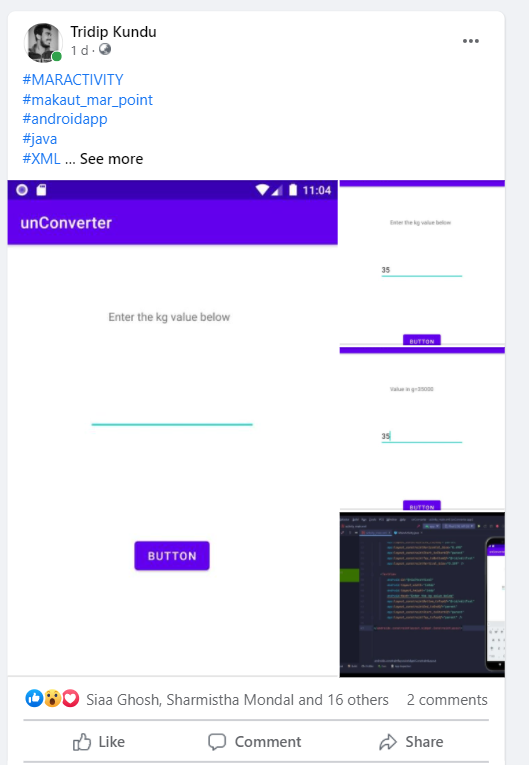 Tridip Kundu
1 d ·
#MARACTIVITY
#makaut_mar_point
#androidapp
#java
#XML ... See more
11:04
unConverter
Enter the kg value below
BUTTON
Enter the kg value below
35
BUTTON
Value in g=35000
35
BUTTON
Siaa Ghosh, Sharmistha Mondal and 16 others 2 comments
Like Comment Share